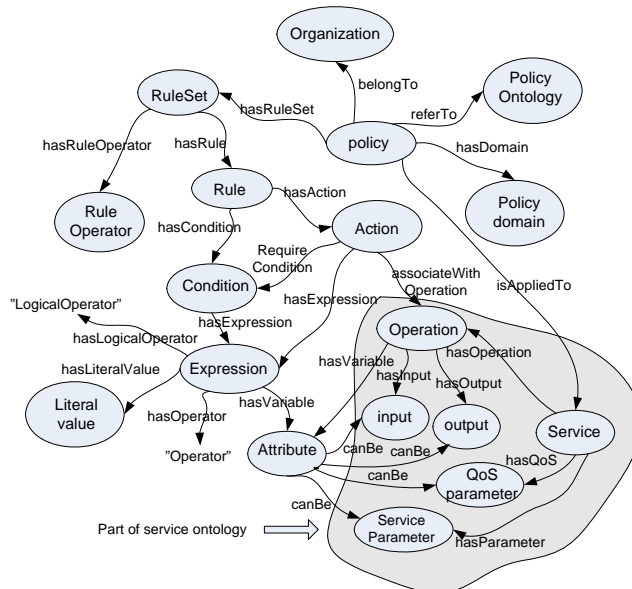 Organization
belongTo
Policy
Ontology
RuleSet
hasRuleSet
referTo
policy
hasRuleOperator
hasRule
hasDomain
Rule
hasAction
Policy
domain
Rule
Operator
hasCondition
Action
Require
Condition
associateWith
Operation
isAppliedTo
Condition
"LogicalOperator"
hasExpression
hasExpression
hasLogicalOperator
Operation
hasOperation
hasLiteralValue
Expression
hasVariable
hasInput
hasOutput
Literal
value
hasVariable
hasOperator
input
output
Service
"Operator"
Attribute
canBe
canBe
hasQoS
canBe
QoS
parameter
canBe
Part of service ontology
Service
Parameter
hasParameter